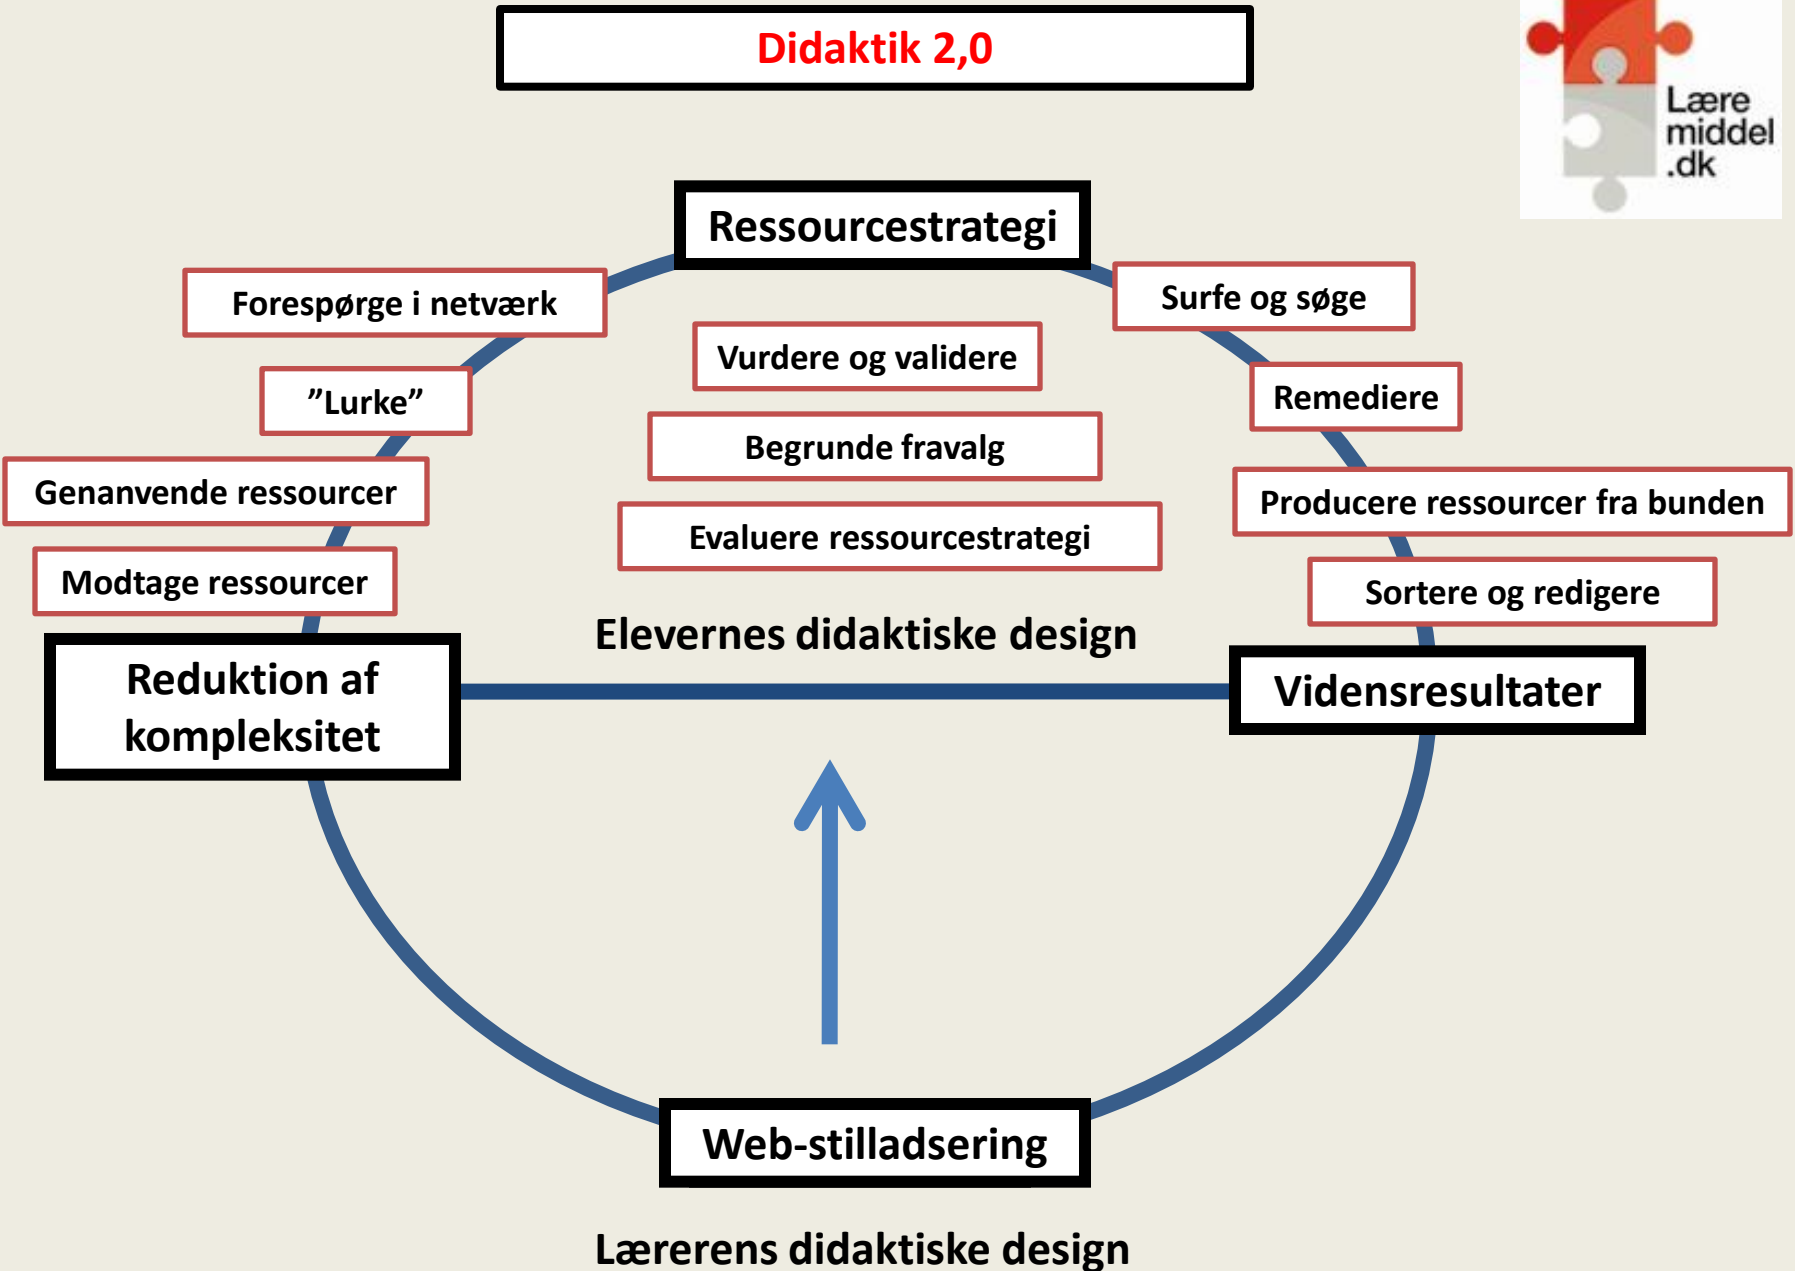 Didaktik 2,0
Lære
middel
.dk
Ressourcestrategi
Forespørge i netværk
Surfe og søge
Vurdere og validere
”Lurke”
Remediere
Begrunde fravalg
Genanvende ressourcer
Producere ressourcer fra bunden
Evaluere ressourcestrategi
Modtage ressourcer
Sortere og redigere
Elevernes didaktiske design
Reduktion af
kompleksitet
Vidensresultater
Web-stilladsering
Lærerens didaktiske design